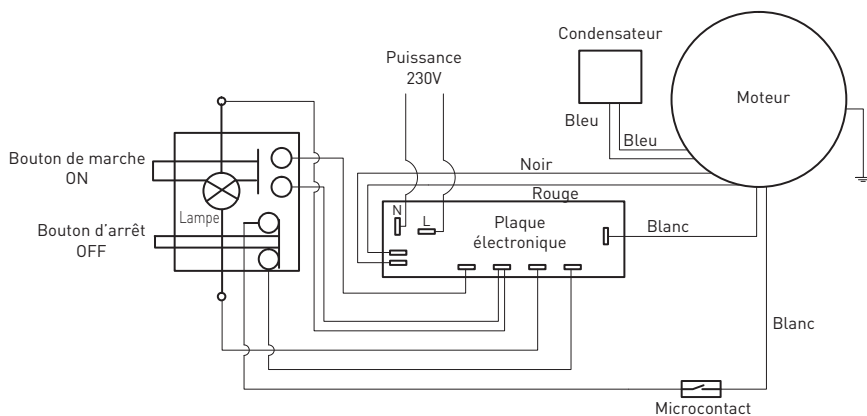 Condensateur
Puissance
230V
Moteur
Bleu
Bleu
Bouton de marche
ON
Noir
Rouge
N
L
Lampe
Plaque
électronique
Bouton d'arrêt
OFF
Blanc
Blanc
Microcontact